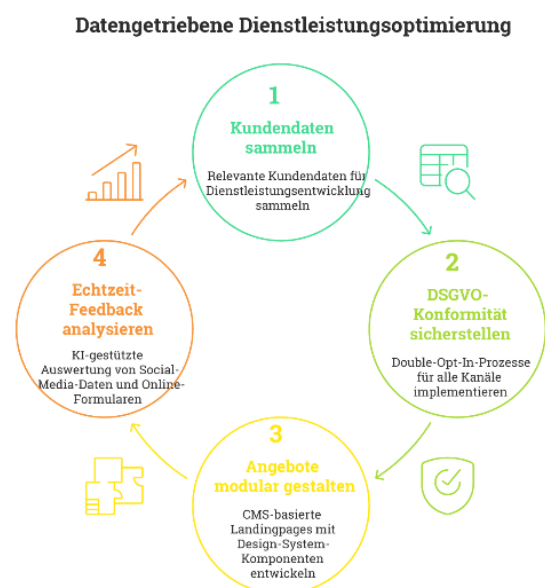 Datengetriebene Dienstleistungsoptimierung
1
Kundendaten
sammeln
Relevante Kundendaten für
Dienstleistungsentwicklung
sammeln
2
DSGVO-
Konformität
sicherstellen
Double-Opt-In-Prozesse
für alle Kanäle
implementieren
3
Angebote
modular gestalten
CMS-basierte
Landingpages mit
Design-System-
Komponenten
entwickeln
4
Echtzeit-
Feedback
analysieren
KI-gestützte
Auswertung von Social-
Media-Daten und Online-
Formularen